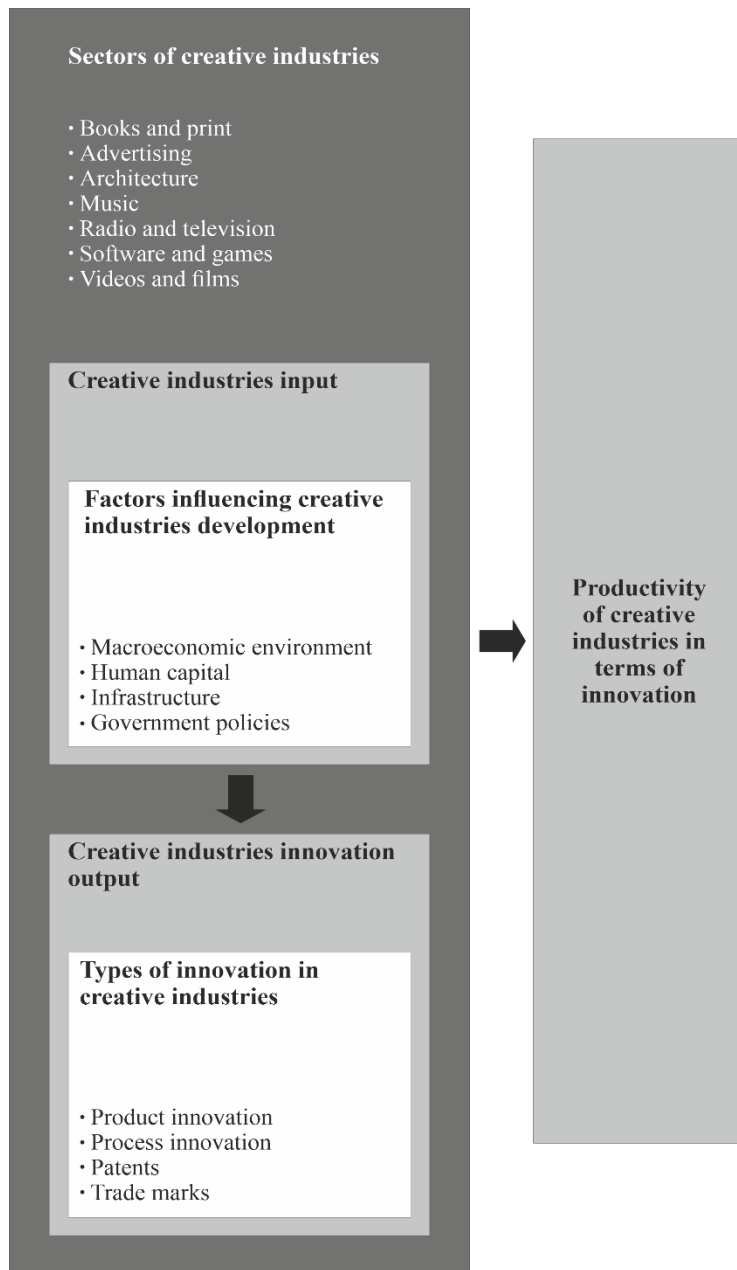 Sectors of creative industries
· Books and print
· Advertising
· Architecture
· Music
· Radio and television
· Software and games
· Videos and films
Creative industries input
Factors influencing creative
industries development
· Macroeconomic environment
· Human capital
· Infrastructure
· Government policies
Creative industries innovation
output
Types of innovation in
creative industries
· Product innovation
· Process innovation
· Patents
· Trade marks
Productivity
of creative
industries in
terms of
innovation